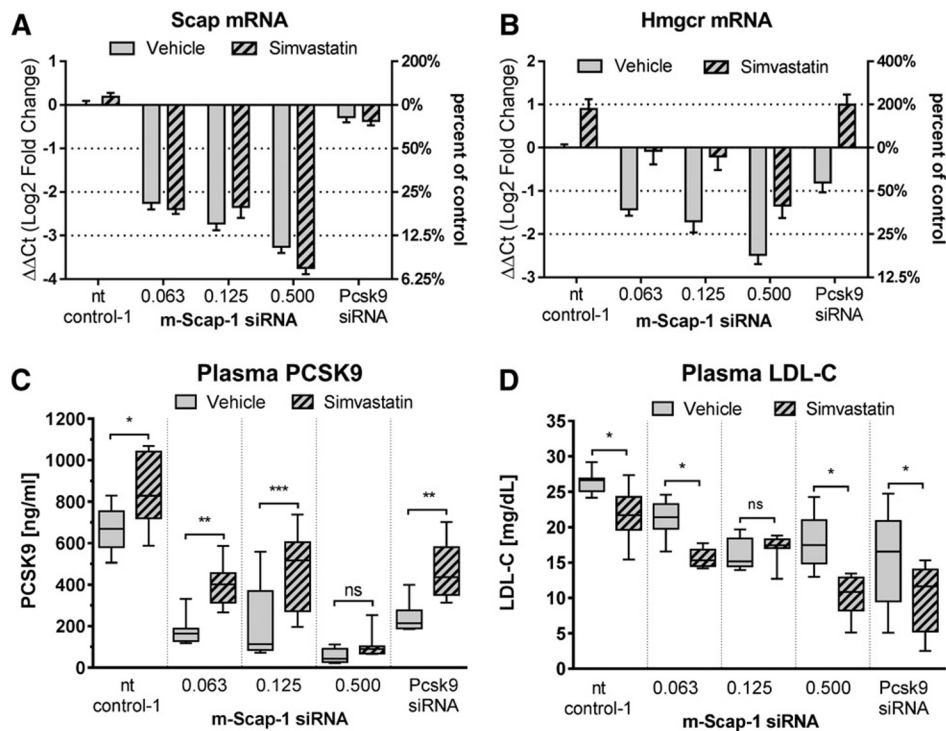 A
Scap mRNA
Vehicle
Simvastatin
ΔΔCt (Log2 Fold Change)
1
0
-1
-2
-3
-4
200%
0%
50%
25%
12.5%
6.25%
percent of control
nt
control-1
0.063
0.125
0.500
Pcsk9
siRNA
m-Scap-1 siRNA
B
Hmgcr mRNA
Vehicle
Simvastatin
ΔΔCt (Log2 Fold Change)
-2
-1
0
-1
-2
-3
400%
200%
0%
50%
25%
12.5%
percent of control
nt
control-1
0.063
0.125
0.500
Pcsk9
siRNA
m-Scap-1 siRNA
C
Plasma PCSK9
Vehicle
Simvastatin
PCSK9 [ng/ml]
1200
1000
800
600
400
200
0
*
**
***
ns
**
nt
control-1
0.063
0.125
0.500
Pcsk9
siRNA
m-Scap-1 siRNA
D
Plasma LDL-C
Vehicle
Simvastatin
LDL-C [mg/dL]
35
30
25
20
15
10
5
0
*
*
ns
*
*
nt
control-1
0.063
0.125
0.500
Pcsk9
siRNA
m-Scap-1 siRNA